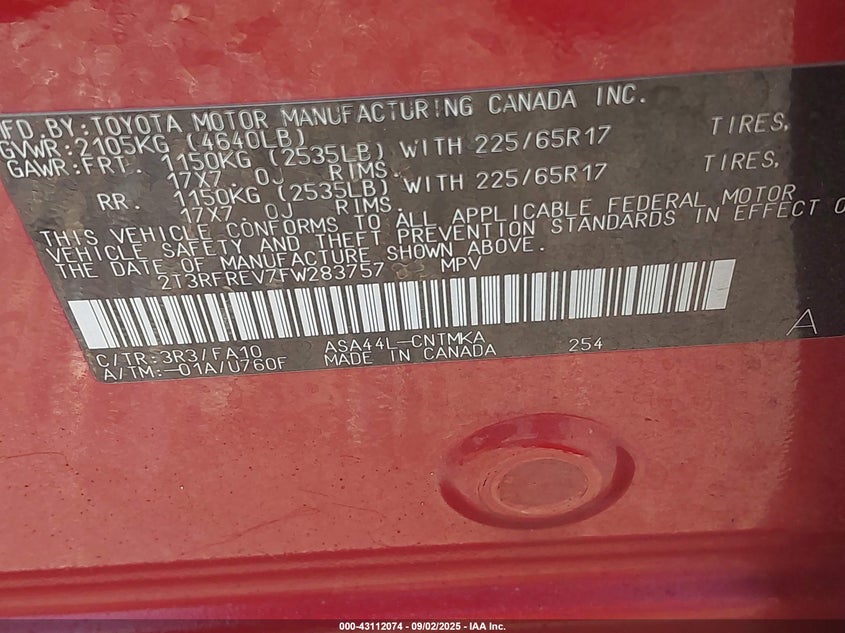 MFD. BY: TOYOTA MOTOR MANUFACTURING CANADA INC.
GVWR: 2105KG (4640LB)
GAWR: FRT. 1150KG (2535LB) WITH 225/65R17 TIRES,
17X7. 0J RIMS
RR. 1150KG (2535LB) WITH 225/65R17 TIRES,
17X7 0J RIMS
THIS VEHICLE CONFORMS TO ALL APPLICABLE FEDERAL MOTOR
VEHICLE SAFETY AND THEFT PREVENTION STANDARDS IN EFFECT O
THE DATE OF MANUFACTURE SHOWN ABOVE.
2T3RFREV7FW283757 MPV
C/TR: 3R3/FA10 ASA44L-CNTMKA 254 A
A/TM: -01A/U760F MADE IN CANADA
000-43112074 - 09/02/2025 - IAA Inc.